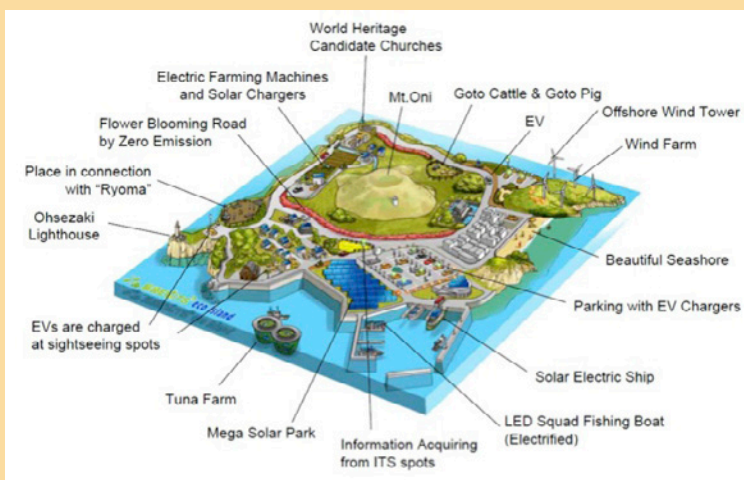 World Heritage
Candidate Churches
Electric Farming Machines
and Solar Chargers
Mt.Oni
Goto Cattle & Goto Pig
Offshore Wind Tower
EV
Flower Blooming Road
by Zero Emission
Wind Farm
Place in connection
with “Ryoma”
Ohsezaki
Lighthouse
Beautiful Seashore
eco island
Parking with EV Chargers
EVs are charged
at sightseeing spots
Solar Electric Ship
Tuna Farm
LED Squad Fishing Boat
(Electrified)
Mega Solar Park
Information Acquiring
from ITS spots